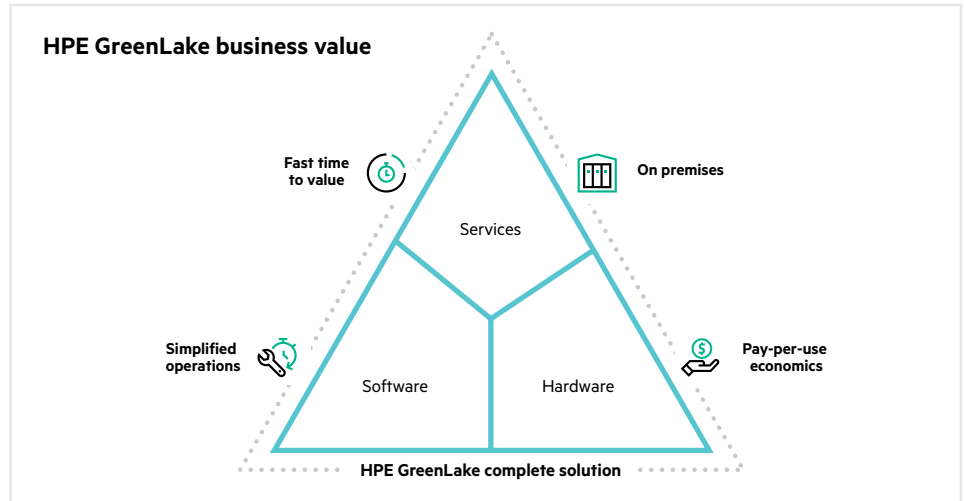 HPE GreenLake business value
Fast time
to value
On premises
Services
Simplified
operations
Pay-per-use
economics
Software
Hardware
HPE GreenLake complete solution